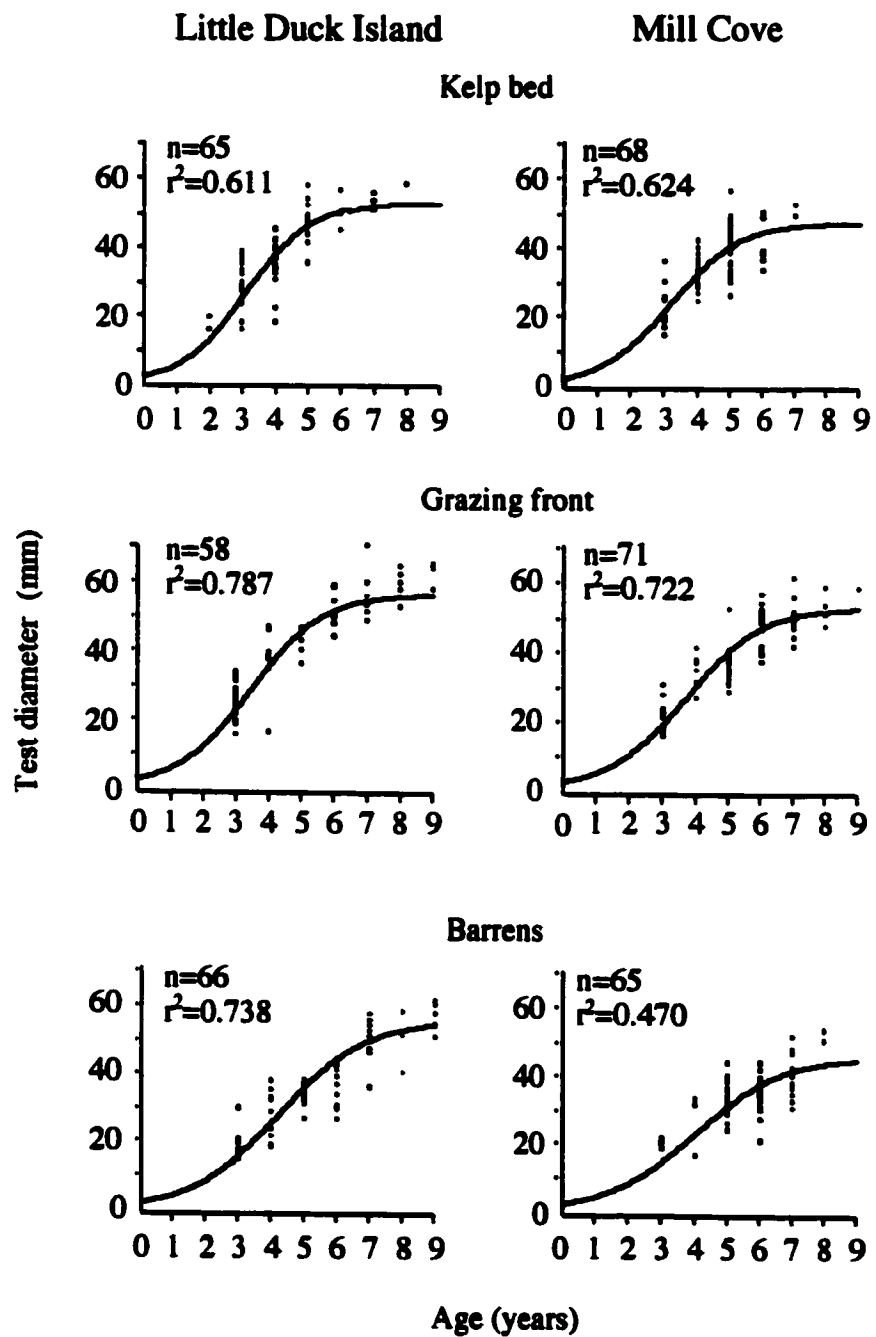 Little Duck Island Mill Cove
Kelp bed
n=65
r²=0.611
60
40
20
0
0 1 2 3 4 5 6 7 8 9
n=68
r²=0.624
60
40
20
0
0 1 2 3 4 5 6 7 8 9
Grazing front
Test diameter (mm)
n=58
r²=0.787
60
40
20
0
0 1 2 3 4 5 6 7 8 9
n=71
r²=0.722
60
40
20
0
0 1 2 3 4 5 6 7 8 9
Barrens
n=66
r²=0.738
60
40
20
0
0 1 2 3 4 5 6 7 8 9
n=65
r²=0.470
60
40
20
0
0 1 2 3 4 5 6 7 8 9
Age (years)